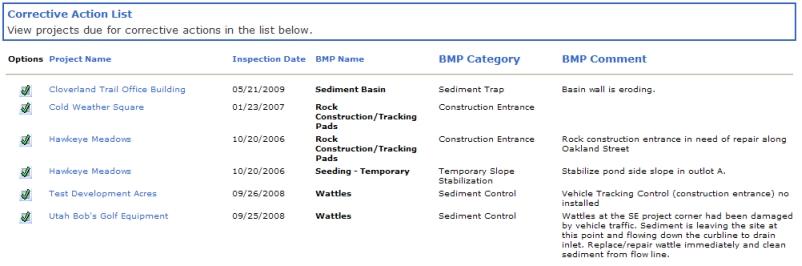 Corrective Action List
View projects due for corrective actions in the list below.
Options Project Name Inspection Date BMP Name BMP Category BMP Comment
Cloverland Trail Office Building 05/21/2009 Sediment Basin Sediment Trap Basin wall is eroding.
Cold Weather Square 01/23/2007 Rock Construction Entrance
Construction/Tracking
Pads
Hawkeye Meadows 10/20/2006 Rock Construction Entrance Rock construction entrance in need of repair along
Construction/Tracking Oakland Street
Pads
Hawkeye Meadows 10/20/2006 Seeding - Temporary Temporary Slope Stabilize pond side slope in outlot A.
Stabilization
Test Development Acres 09/26/2008 Wattles Sediment Control Vehicle Tracking Control (construction entrance) no
installed
Utah Bob's Golf Equipment 09/25/2008 Wattles Sediment Control Wattles at the SE project corner had been damaged
by vehicle traffic. Sediment is leaving the site at
this point and flowing down the curbline to drain
inlet. Replace/repair wattle immediately and clean
sediment from flow line.